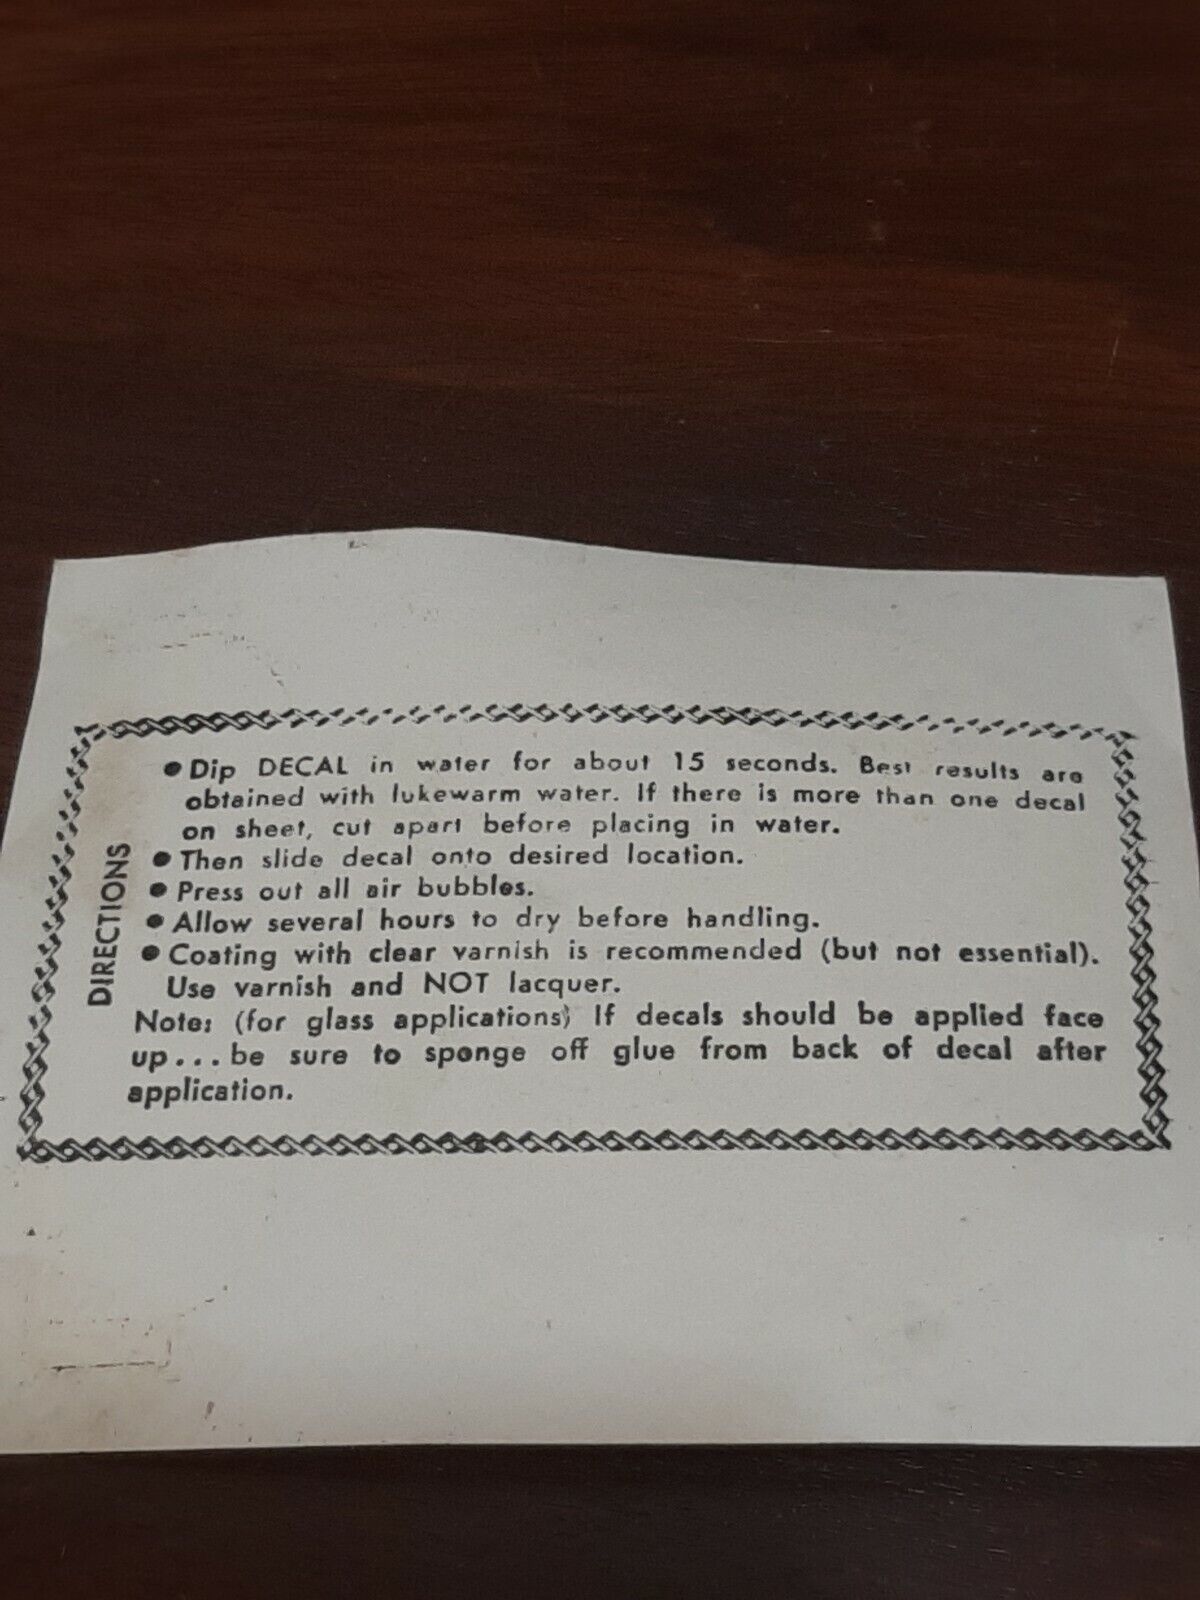 DIRECTIONS
● Dip DECAL in water for about 15 seconds. Best results are
obtained with lukewarm water. If there is more than one decal
on sheet, cut apart before placing in water.
● Then slide decal onto desired location.
● Press out all air bubbles.
● Allow several hours to dry before handling.
● Coating with clear varnish is recommended (but not essential).
Use varnish and NOT lacquer.
Note: (for glass applications) If decals should be applied face
up...be sure to sponge off glue from back of decal after
application.